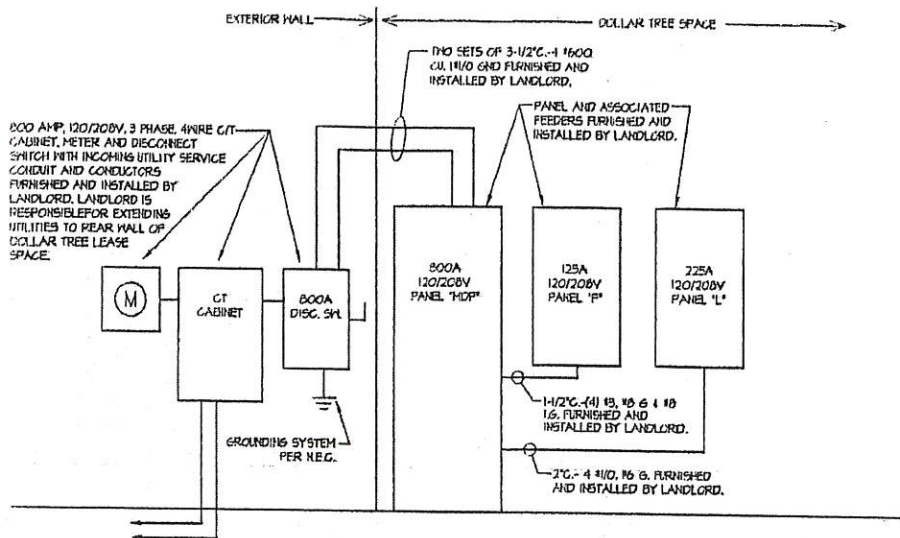 EXTERIOR WALL
DOLLAR TREE SPACE
TWO SETS OF 3-1/2"C.-4 #600
CU. 1#1/0 GND FURNISHED AND
INSTALLED BY LANDLORD.
800 AMP, 120/208V, 3 PHASE, 4WIRE C/T
CABINET, METER AND DISCONNECT
SWITCH WITH INCOMING UTILITY SERVICE
CONDUIT AND CONDUCTORS
FURNISHED AND INSTALLED BY
LANDLORD. LANDLORD IS
RESPONSIBLEFOR EXTENDING
UTILITIES TO REAR WALL OF
DOLLAR TREE LEASE
SPACE.
PANEL AND ASSOCIATED
FEEDERS FURNISHED AND
INSTALLED BY LANDLORD.
M
CT
CABINET
800A
DISC. SW.
800A
120/208V
PANEL "MDP"
125A
120/208V
PANEL "P"
225A
120/208V
PANEL "L"
1-1/2"C.-(4) #3, #8 G & #8
I.G. FURNISHED AND
INSTALLED BY
LANDLORD.
GROUNDING SYSTEM
PER N.E.C.
2"C.- 4 #1/0, #6 G. FURNISHED
AND INSTALLED BY LANDLORD.